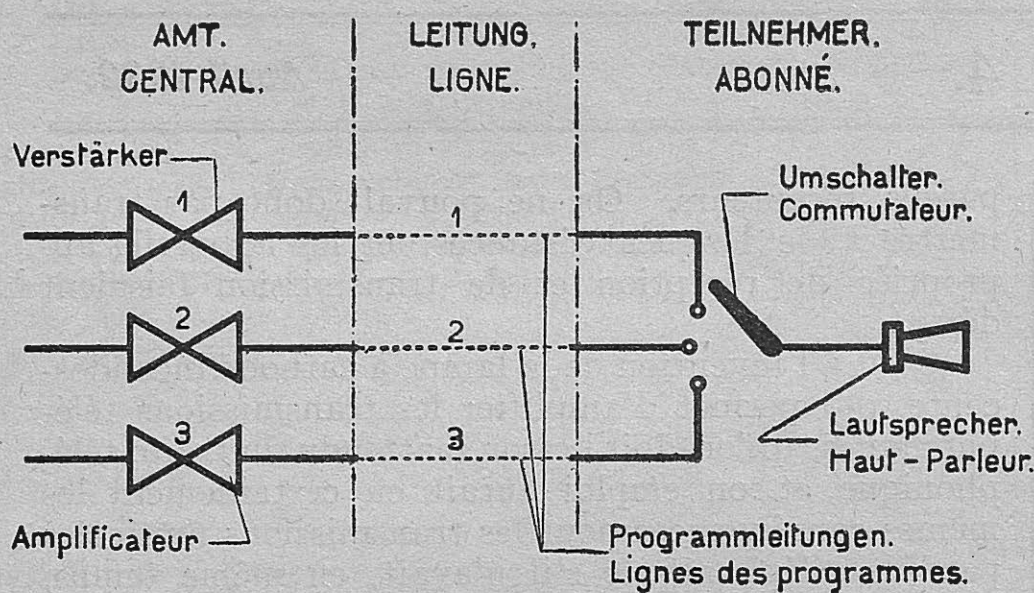 AMT.
CENTRAL.
LEITUNG,
LIGNE.
TEILNEHMER.
ABONNÉ.
Verstärker
Umschalter.
Commutateur.
1
1
2
2
3
3
Lautsprecher.
Haut-Parleur.
Amplificateur
Programmleitungen.
Lignes des programmes.